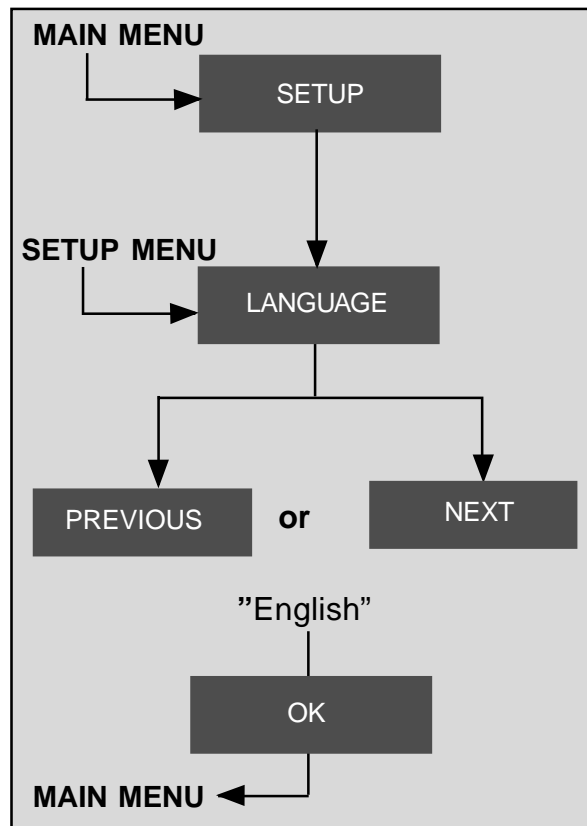 MAIN MENU
SETUP
SETUP MENU
LANGUAGE
PREVIOUS or NEXT
”English”
OK
MAIN MENU